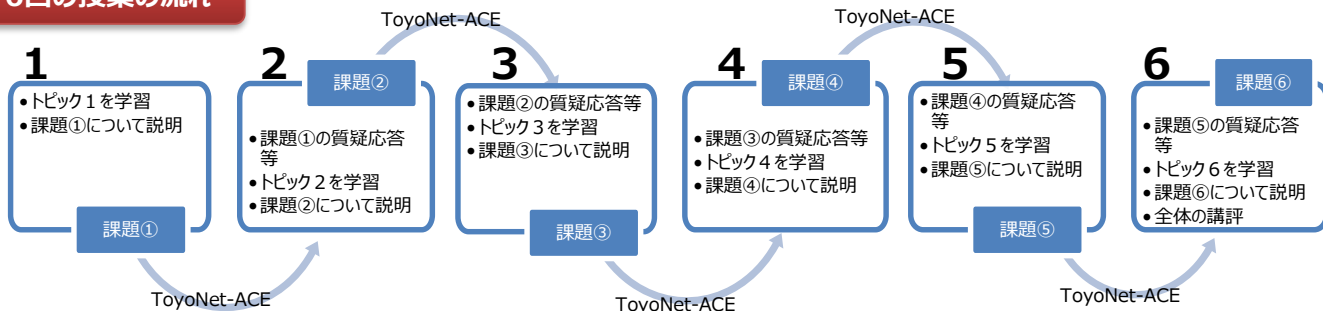 6回の授業の流れ
ToyoNet-ACE
ToyoNet-ACE
1
・トピック１を学習
・課題①について説明
課題①
2
課題②
・課題①の質疑応答
等
・トピック２を学習
・課題②について説明
3
・課題②の質疑応答等
・トピック３を学習
・課題③について説明
課題③
4
課題④
・課題③の質疑応答等
・トピック４を学習
・課題④について説明
5
・課題④の質疑応答
等
・トピック５を学習
・課題⑤について説明
課題⑤
6
課題⑥
・課題⑤の質疑応答
等
・トピック６を学習
・課題⑥について説明
・全体の講評
ToyoNet-ACE
ToyoNet-ACE
ToyoNet-ACE